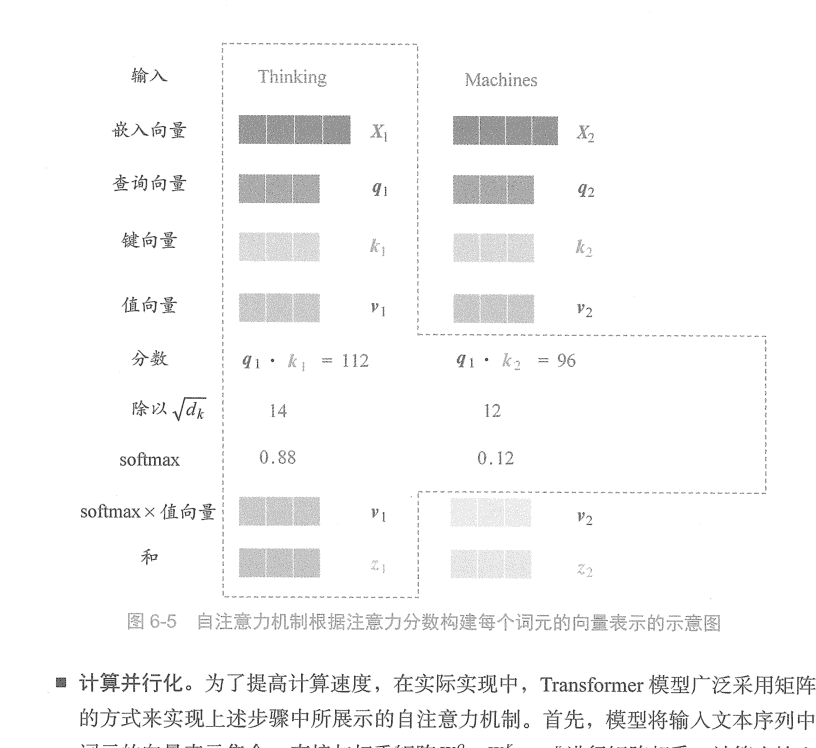 输入 Thinking Machines
嵌入向量 X₁ X₂
查询向量 q₁ q₂
键向量 k₁ k₂
值向量 v₁ v₂
分数 q₁ · k₁ = 112 q₁ · k₂ = 96
除以 √dₖ 14 12
softmax 0.88 0.12
softmax × 值向量 v₁ v₂
和 z₁ z₂
图 6-5 自注意力机制根据注意力分数构建每个词元的向量表示的示意图
■ 计算并行化。为了提高计算速度，在实际实现中，Transformer 模型广泛采用矩阵
的方式来实现上述步骤中所展示的自注意力机制。首先，模型将输入文本序列中